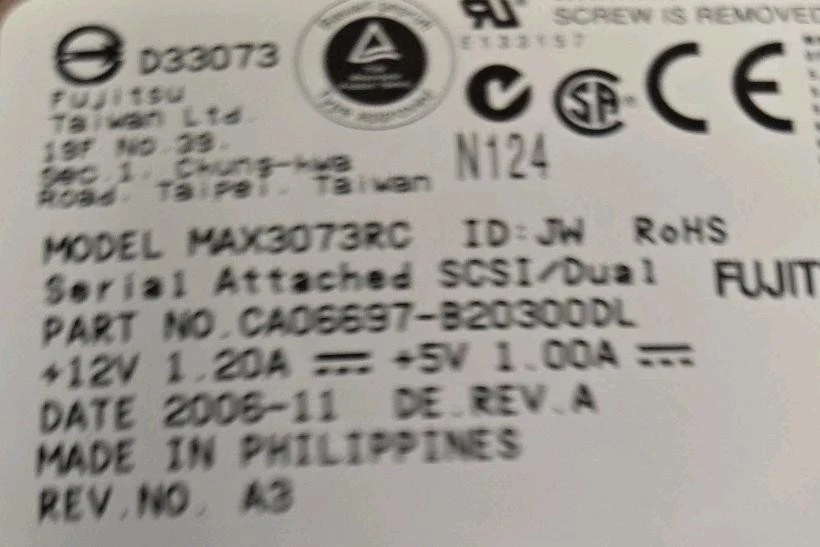 SCREW IS REMOVED
E133157
D33073
Fujitsu
Taiwan Ltd.
19F No.39.
Sec.1. Chung-Hwa
Road. Taipei. Taiwan
N124
MODEL MAX3073RC ID:JW RoHS
Serial Attached SCSI/Dual FUJIT
PART NO.CA06697-B20300DL
+12V 1.20A +5V 1.00A
DATE 2006-11 DE.REV.A
MADE IN PHILIPPINES
REV.NO. A3